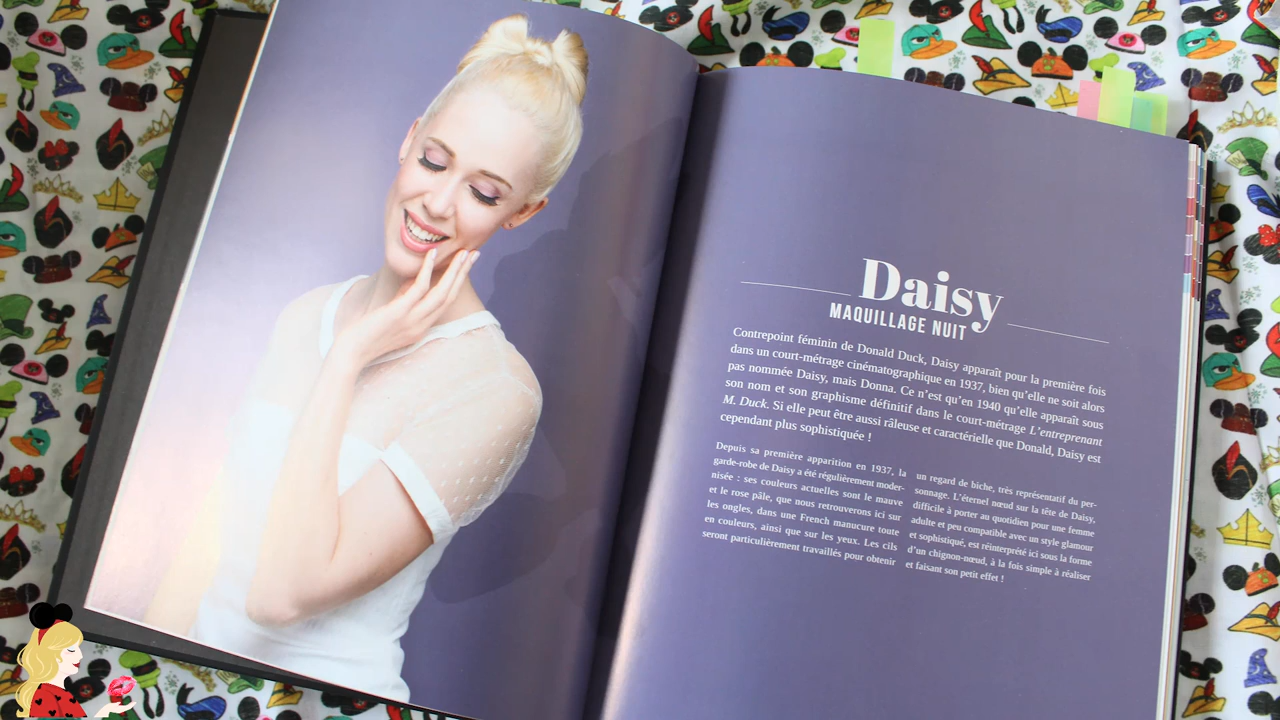 Daisy
MAQUILLAGE NUIT
Contrepoint féminin de Donald Duck, Daisy apparaît pour la première fois
dans un court-métrage cinématographique en 1937, bien qu'elle ne soit alors
pas nommée Daisy, mais Donna. Ce n'est qu'en 1940 qu'elle apparaît sous
son nom et son graphisme définitif dans le court-métrage L'entreprenant
M. Duck. Si elle peut être aussi râleuse et caractérielle que Donald, Daisy est
cependant plus sophistiquée !
Depuis sa première apparition en 1937, la
garde-robe de Daisy a été régulièrement moder-
nisée : ses couleurs actuelles sont le mauve
et le rose pâle, que nous retrouverons ici sur
les ongles, dans une French manucure toute
en couleurs, ainsi que sur les yeux. Les cils
seront particulièrement travaillés pour obtenir
un regard de biche, très représentatif du per-
sonnage. L'éternel nœud sur la tête de Daisy,
difficile à porter au quotidien pour une femme
adulte et peu compatible avec un style glamour
et sophistiqué, est réinterprété ici sous la forme
d'un chignon-nœud, à la fois simple à réaliser
et faisant son petit effet !